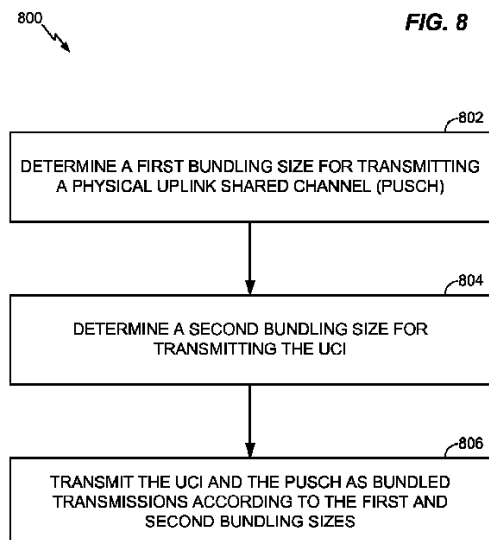 800
FIG. 8
802
DETERMINE A FIRST BUNDLING SIZE FOR TRANSMITTING
A PHYSICAL UPLINK SHARED CHANNEL (PUSCH)
804
DETERMINE A SECOND BUNDLING SIZE FOR
TRANSMITTING THE UCI
806
TRANSMIT THE UCI AND THE PUSCH AS BUNDLED
TRANSMISSIONS ACCORDING TO THE FIRST AND
SECOND BUNDLING SIZES